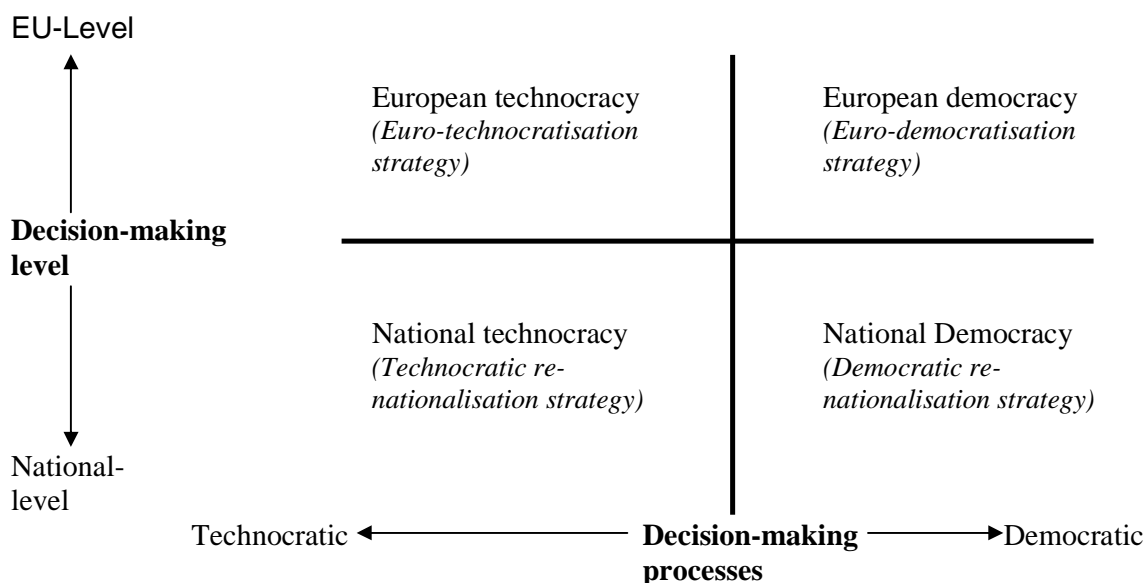 EU-Level
European technocracy
(Euro-technocratisation
strategy)
European democracy
(Euro-democratisation
strategy)
Decision-making
level
National technocracy
(Technocratic re-
nationalisation strategy)
National Democracy
(Democratic re-
nationalisation strategy)
National-
level
Technocratic
Decision-making
processes
Democratic